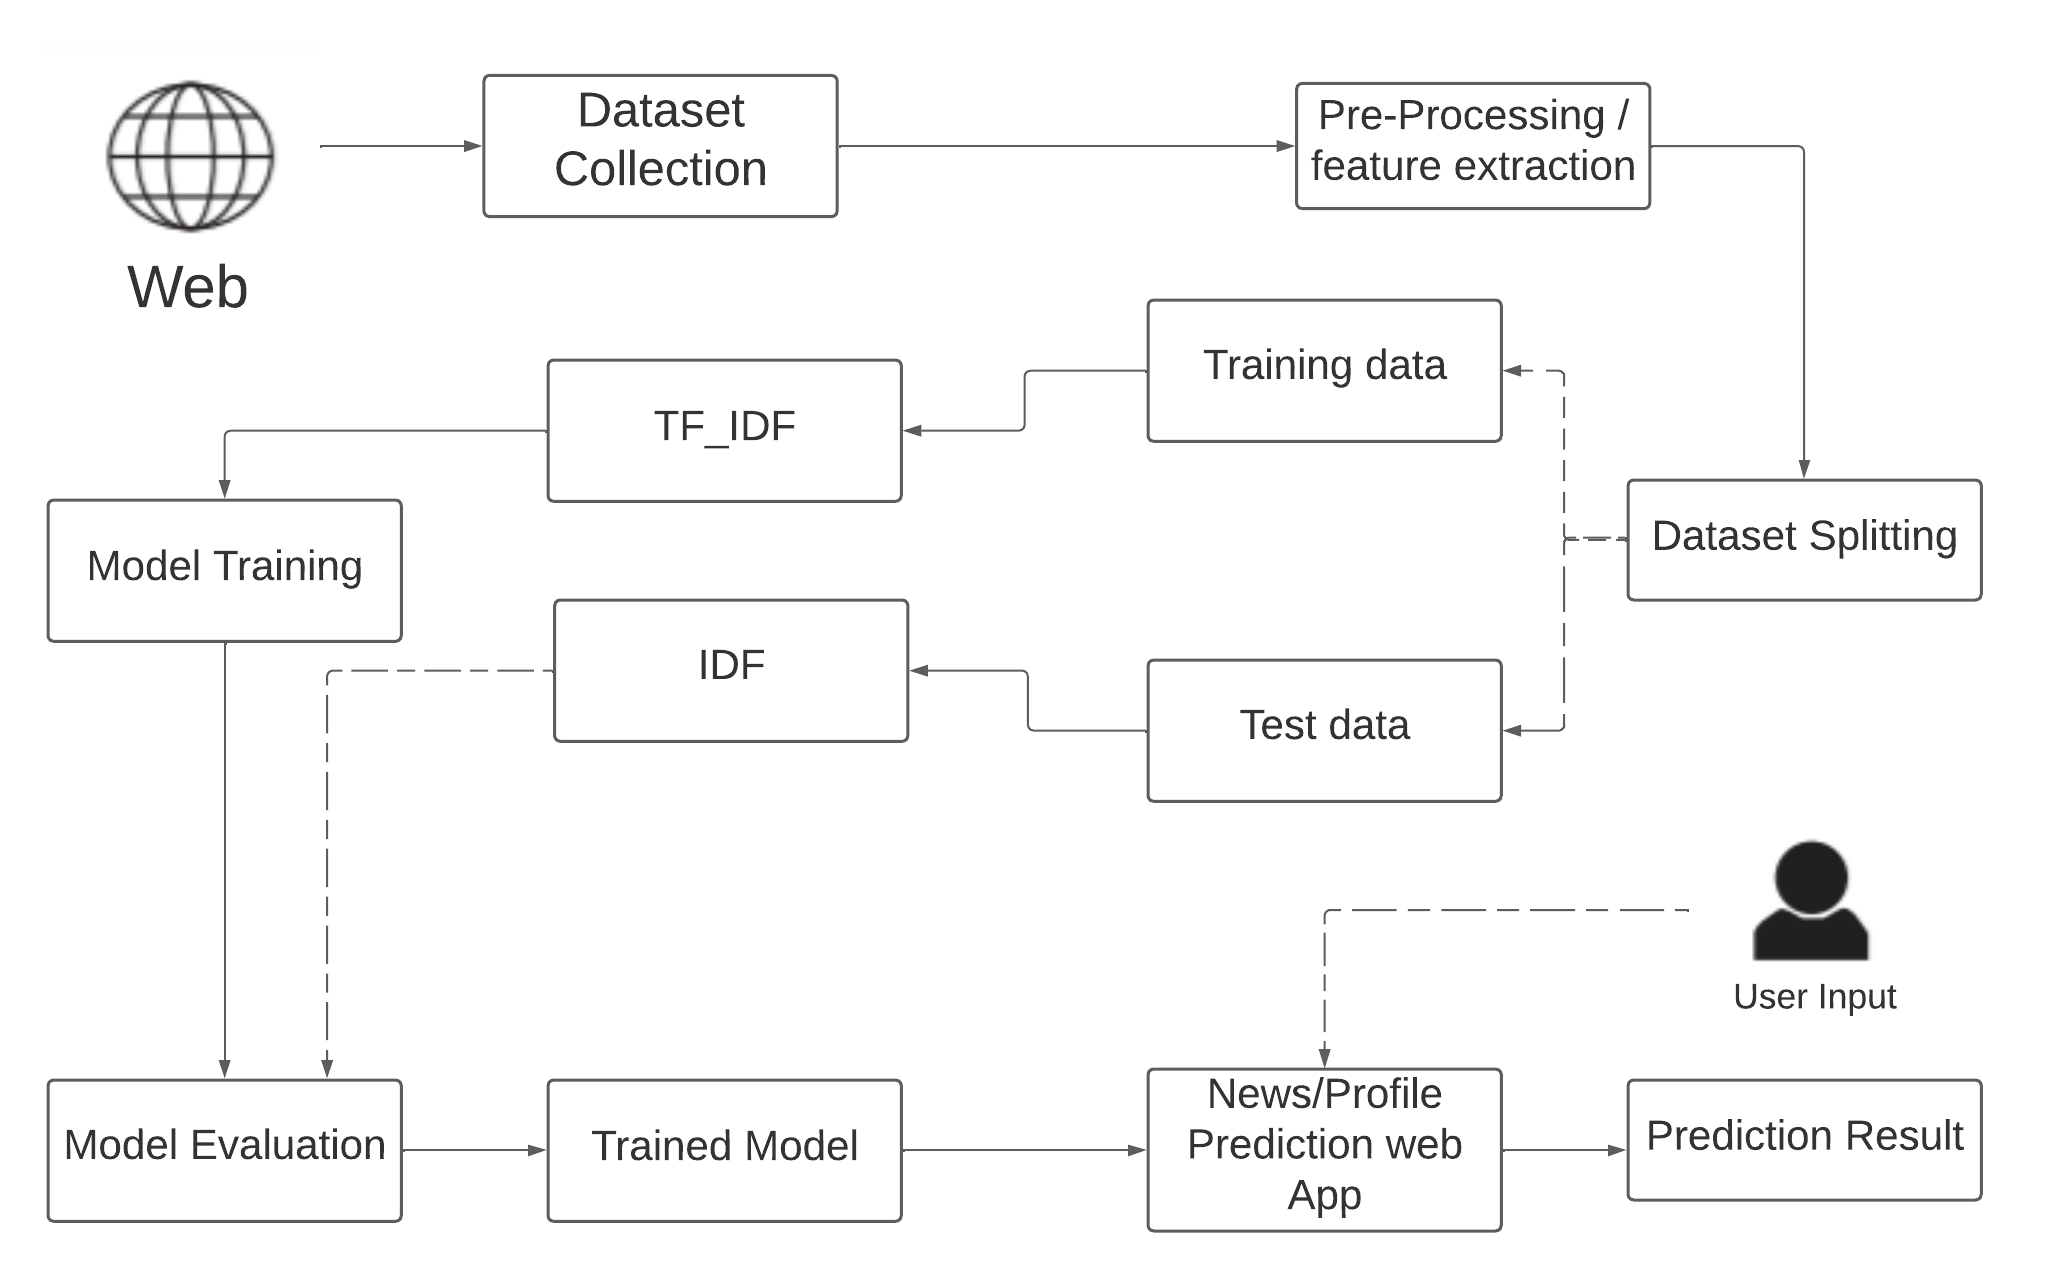 Dataset
Collection
Pre-Processing /
feature extraction
Web
Training data
TF_IDF
Dataset Splitting
Model Training
IDF
Test data
User Input
Model Evaluation
Trained Model
News/Profile
Prediction web
App
Prediction Result